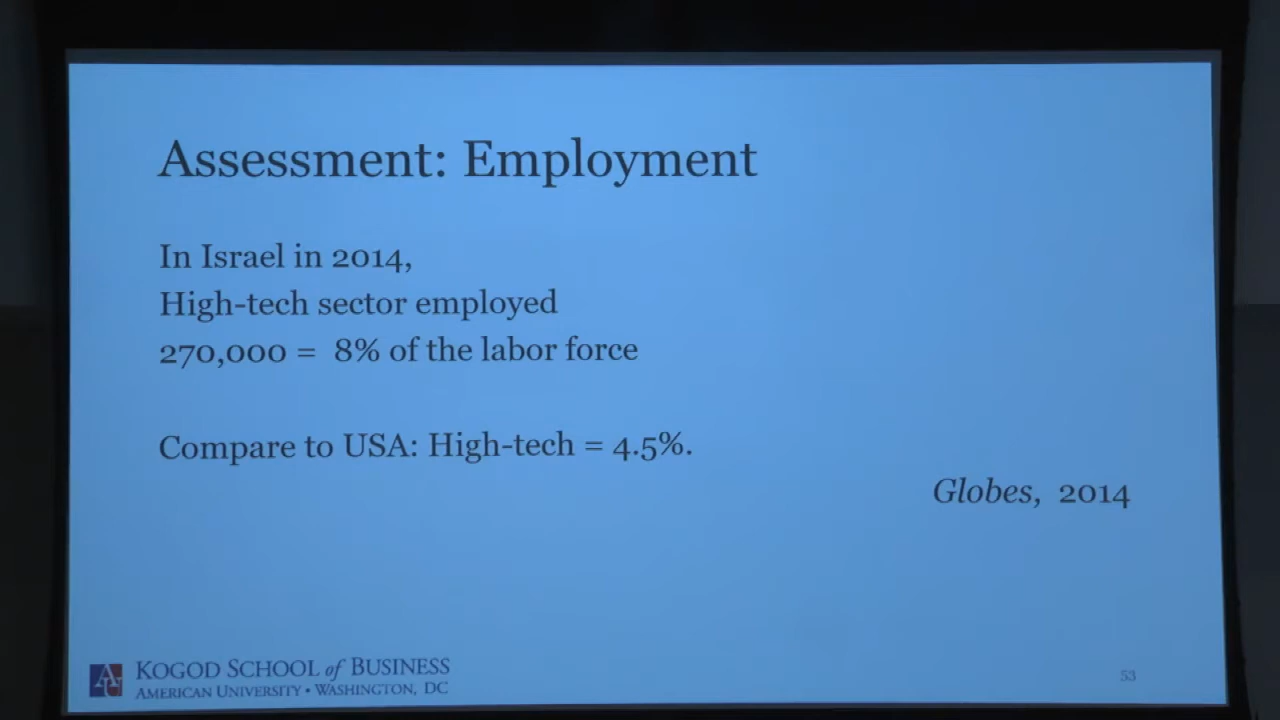 Assessment: Employment
In Israel in 2014,
High-tech sector employed
270,000 = 8% of the labor force
Compare to USA: High-tech = 4.5%.
Globes, 2014
KOGOD SCHOOL of BUSINESS
AMERICAN UNIVERSITY • WASHINGTON, DC
53